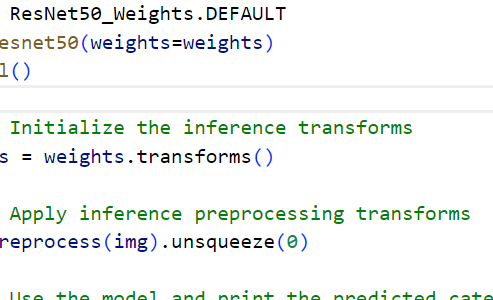 ResNet50_Weights.DEFAULT
esnet50(weights=weights)
l()
Initialize the inference transforms
s = weights.transforms()
Apply inference preprocessing transforms
reprocess(img).unsqueeze(0)
Use the model and print the predicted cate